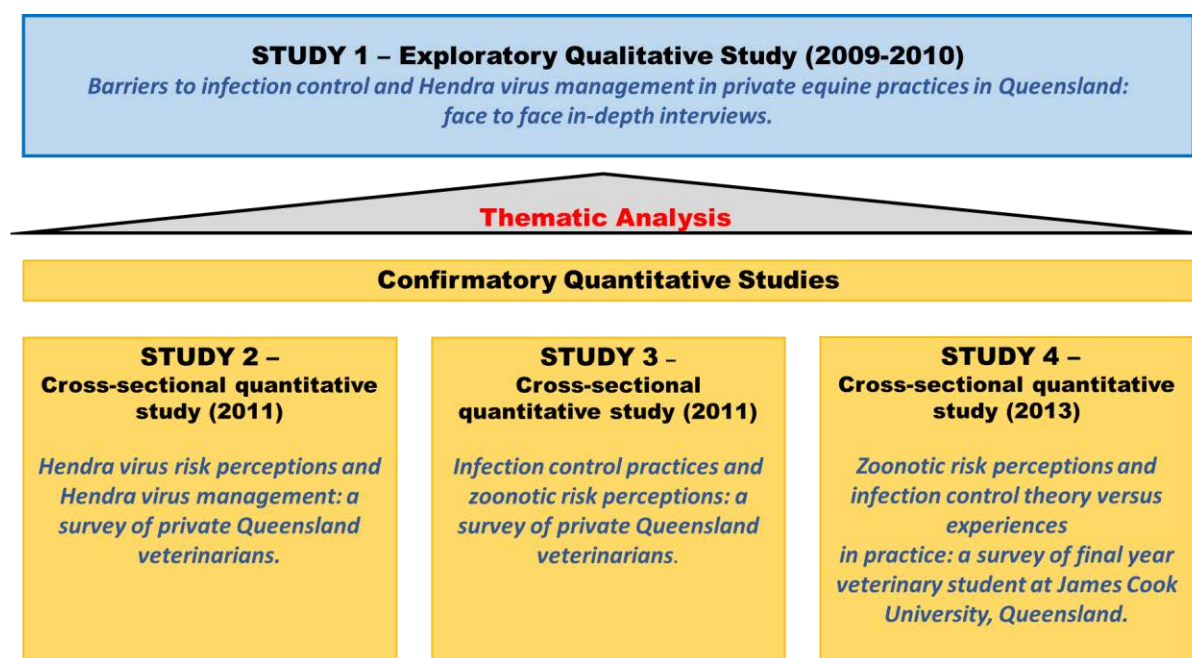 STUDY 1 – Exploratory Qualitative Study (2009-2010)
Barriers to infection control and Hendra virus management in private equine practices in Queensland:
face to face in-depth interviews.
Thematic Analysis
Confirmatory Quantitative Studies
STUDY 2 –
Cross-sectional quantitative
study (2011)
Hendra virus risk perceptions and
Hendra virus management: a
survey of private Queensland
veterinarians.
STUDY 3 –
Cross-sectional
quantitative study (2011)
Infection control practices and
zoonotic risk perceptions: a
survey of private Queensland
veterinarians.
STUDY 4 –
Cross-sectional quantitative
study (2013)
Zoonotic risk perceptions and
infection control theory versus
experiences
in practice: a survey of final year
veterinary student at James Cook
University, Queensland.